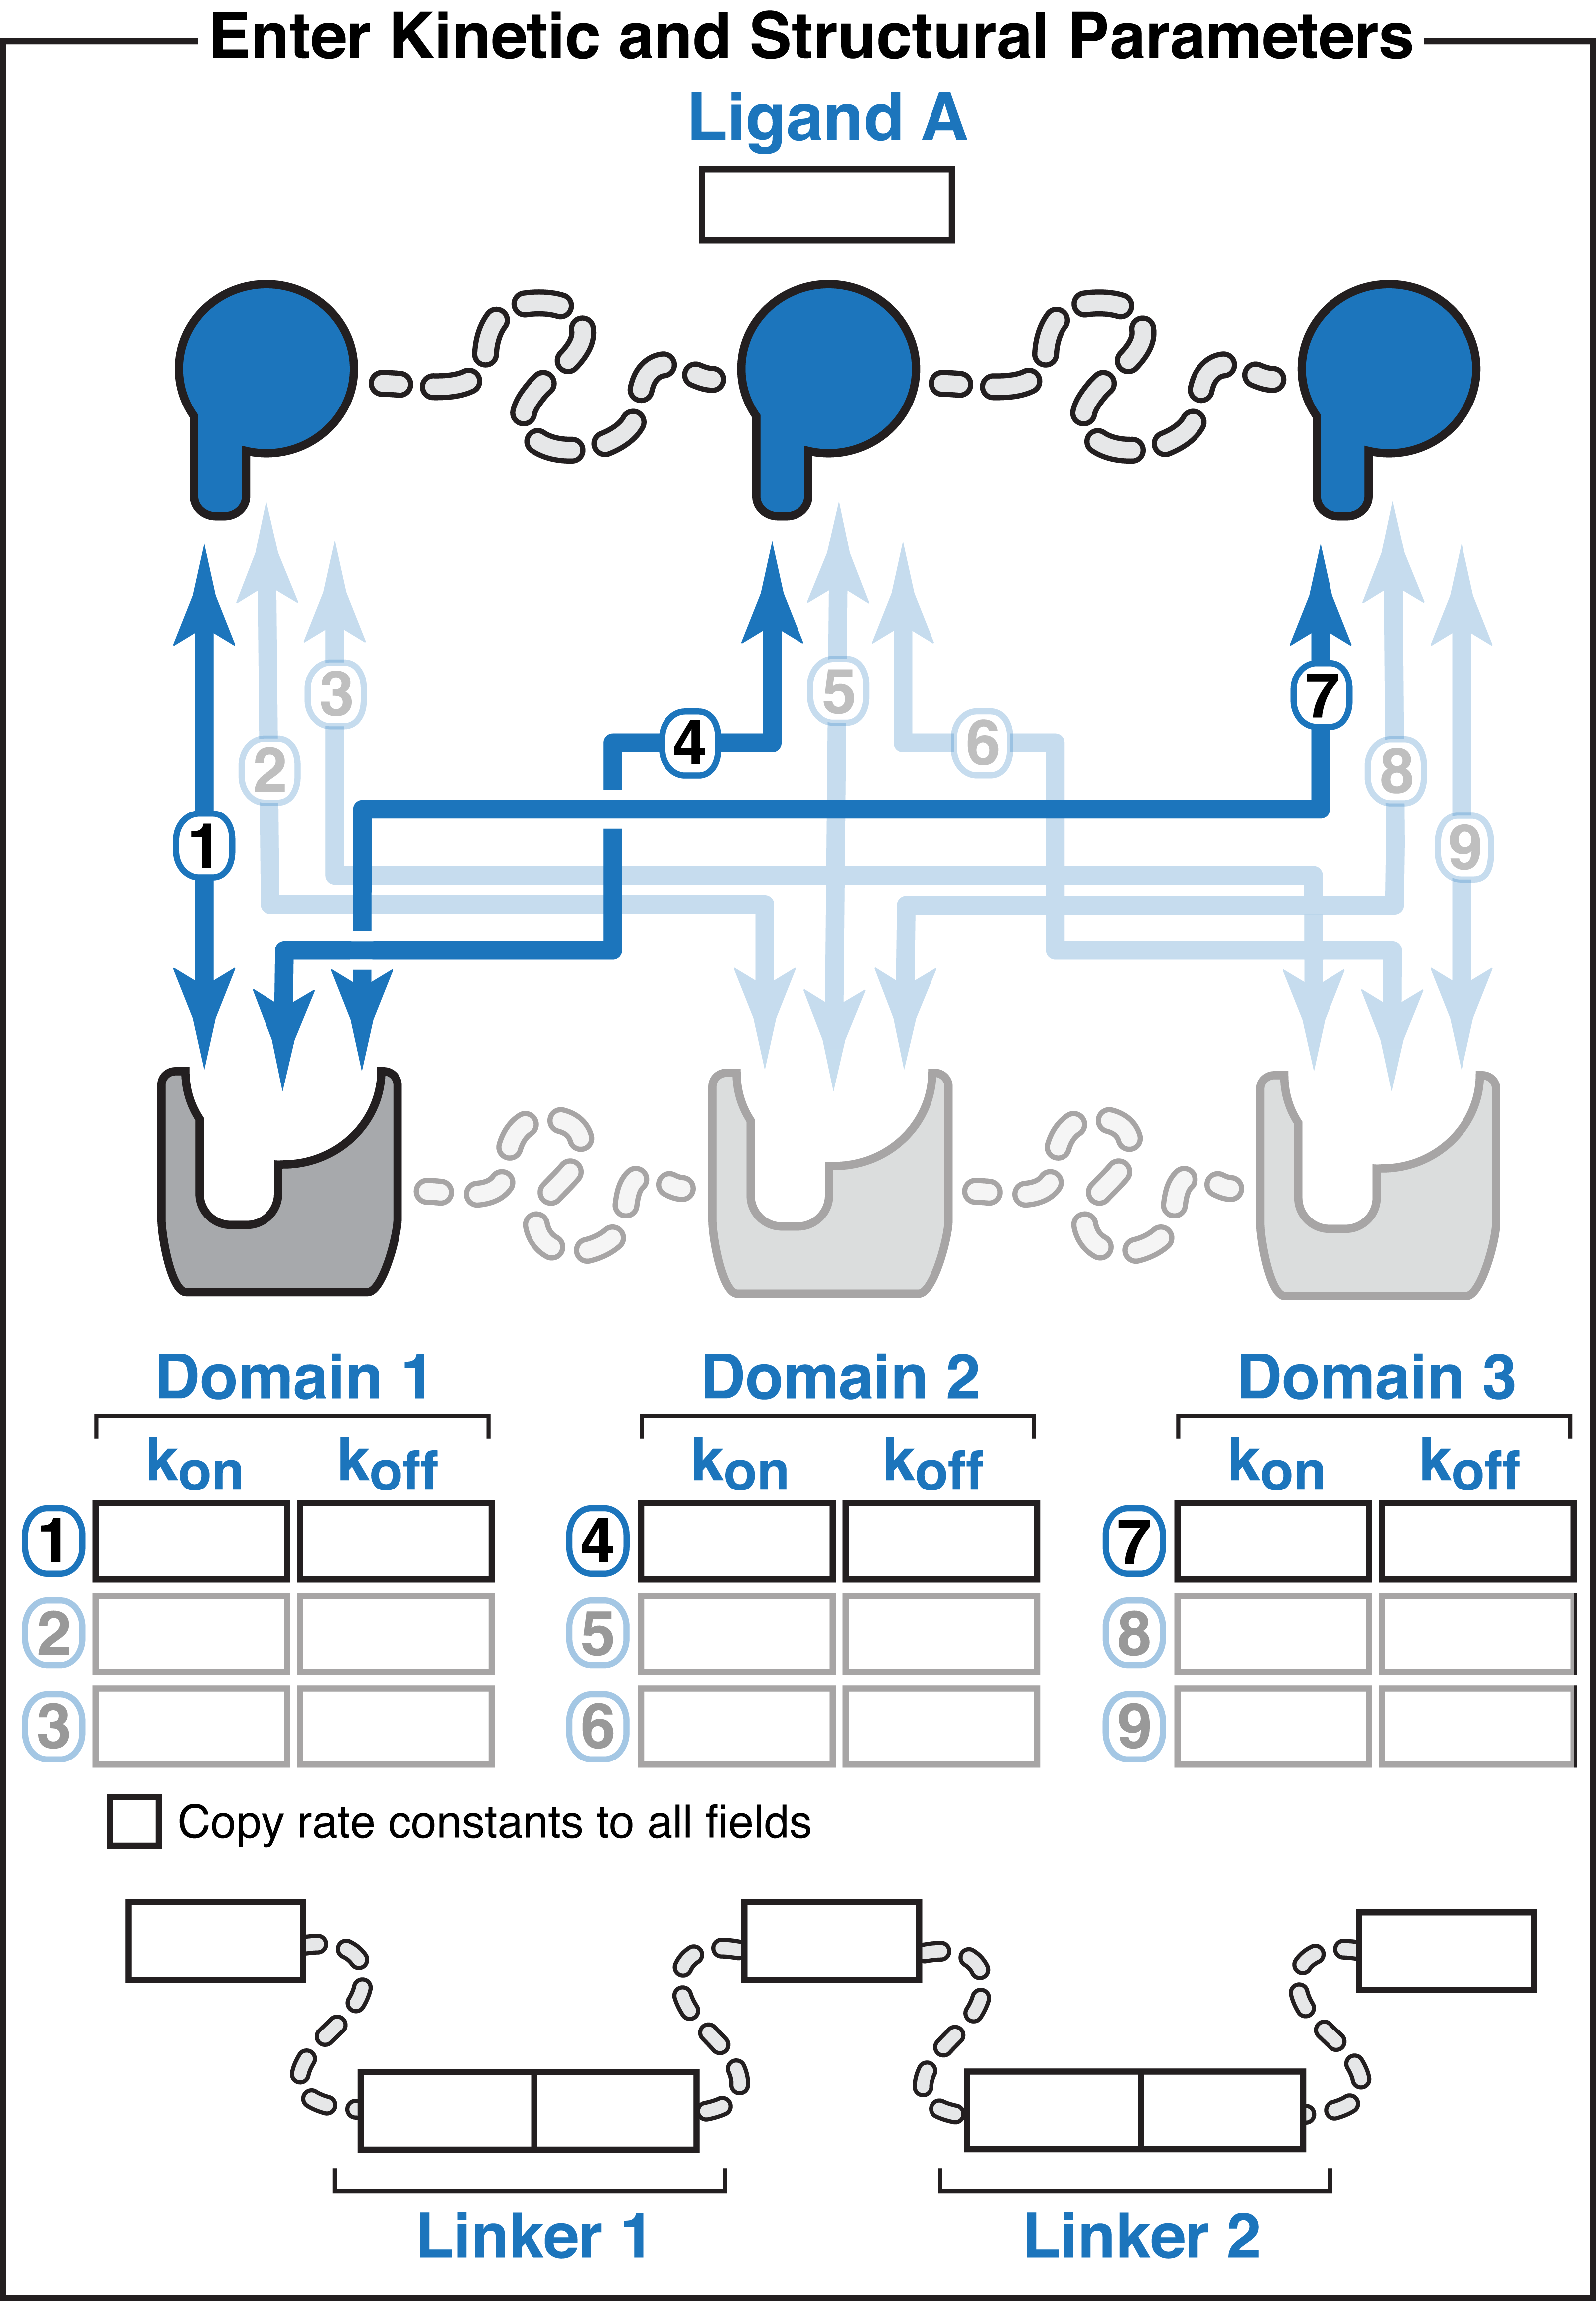 Enter Kinetic and Structural Parameters
Ligand A
3
5
7
4
6
2
8
1
9
Domain 1 Domain 2 Domain 3
kon koff kon koff kon koff
1 4 7
2 5 8
3 6 9
Copy rate constants to all fields
Linker 1 Linker 2